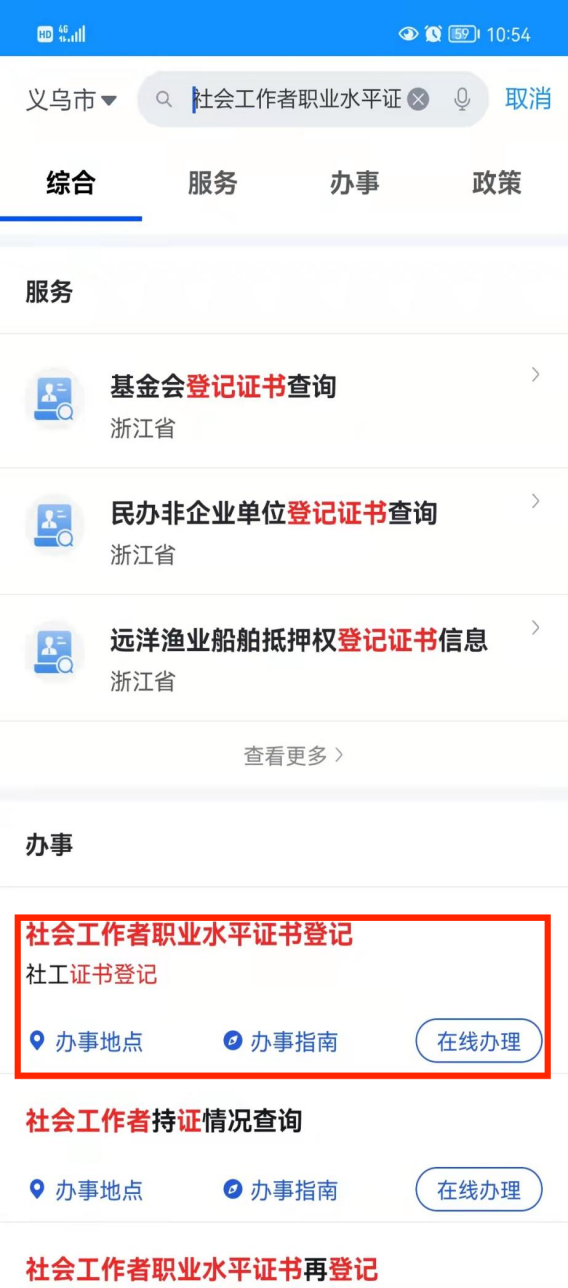 HD 4G 59 10:54
义乌市 社会工作者职业水平证 取消
综合 服务 办事 政策
服务
基金会登记证书查询
浙江省
民办非企业单位登记证书查询
浙江省
远洋渔业船舶抵押权登记证书信息
浙江省
查看更多
办事
社会工作者职业水平证书登记
社工证书登记
办事地点 办事指南 在线办理
社会工作者持证情况查询
办事地点 办事指南 在线办理
社会工作者职业水平证书再登记